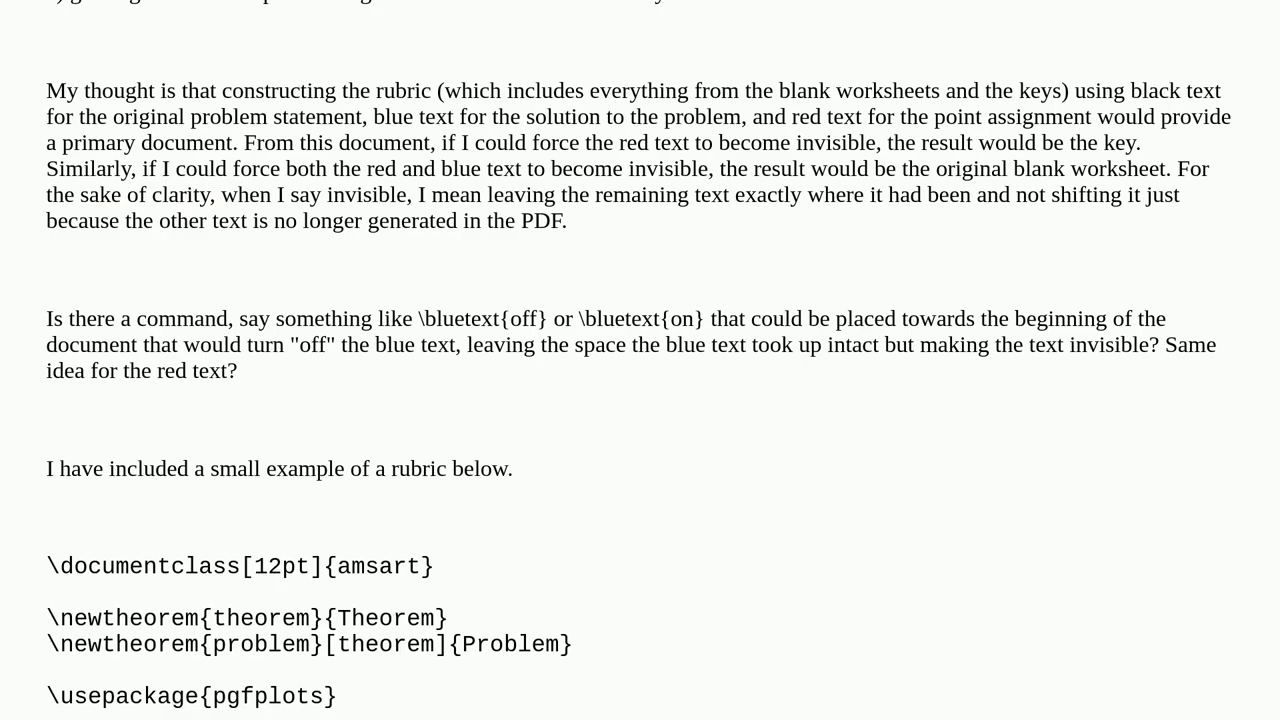 My thought is that constructing the rubric (which includes everything from the blank worksheets and the keys) using black text
for the original problem statement, blue text for the solution to the problem, and red text for the point assignment would provide
a primary document. From this document, if I could force the red text to become invisible, the result would be the key.
Similarly, if I could force both the red and blue text to become invisible, the result would be the original blank worksheet. For
the sake of clarity, when I say invisible, I mean leaving the remaining text exactly where it had been and not shifting it just
because the other text is no longer generated in the PDF.
Is there a command, say something like \bluetext{off} or \bluetext{on} that could be placed towards the beginning of the
document that would turn "off" the blue text, leaving the space the blue text took up intact but making the text invisible? Same
idea for the red text?
I have included a small example of a rubric below.
\documentclass[12pt]{amsart}
\newtheorem{theorem}{Theorem}
\newtheorem{problem}[theorem]{Problem}
\usepackage{pgfplots}